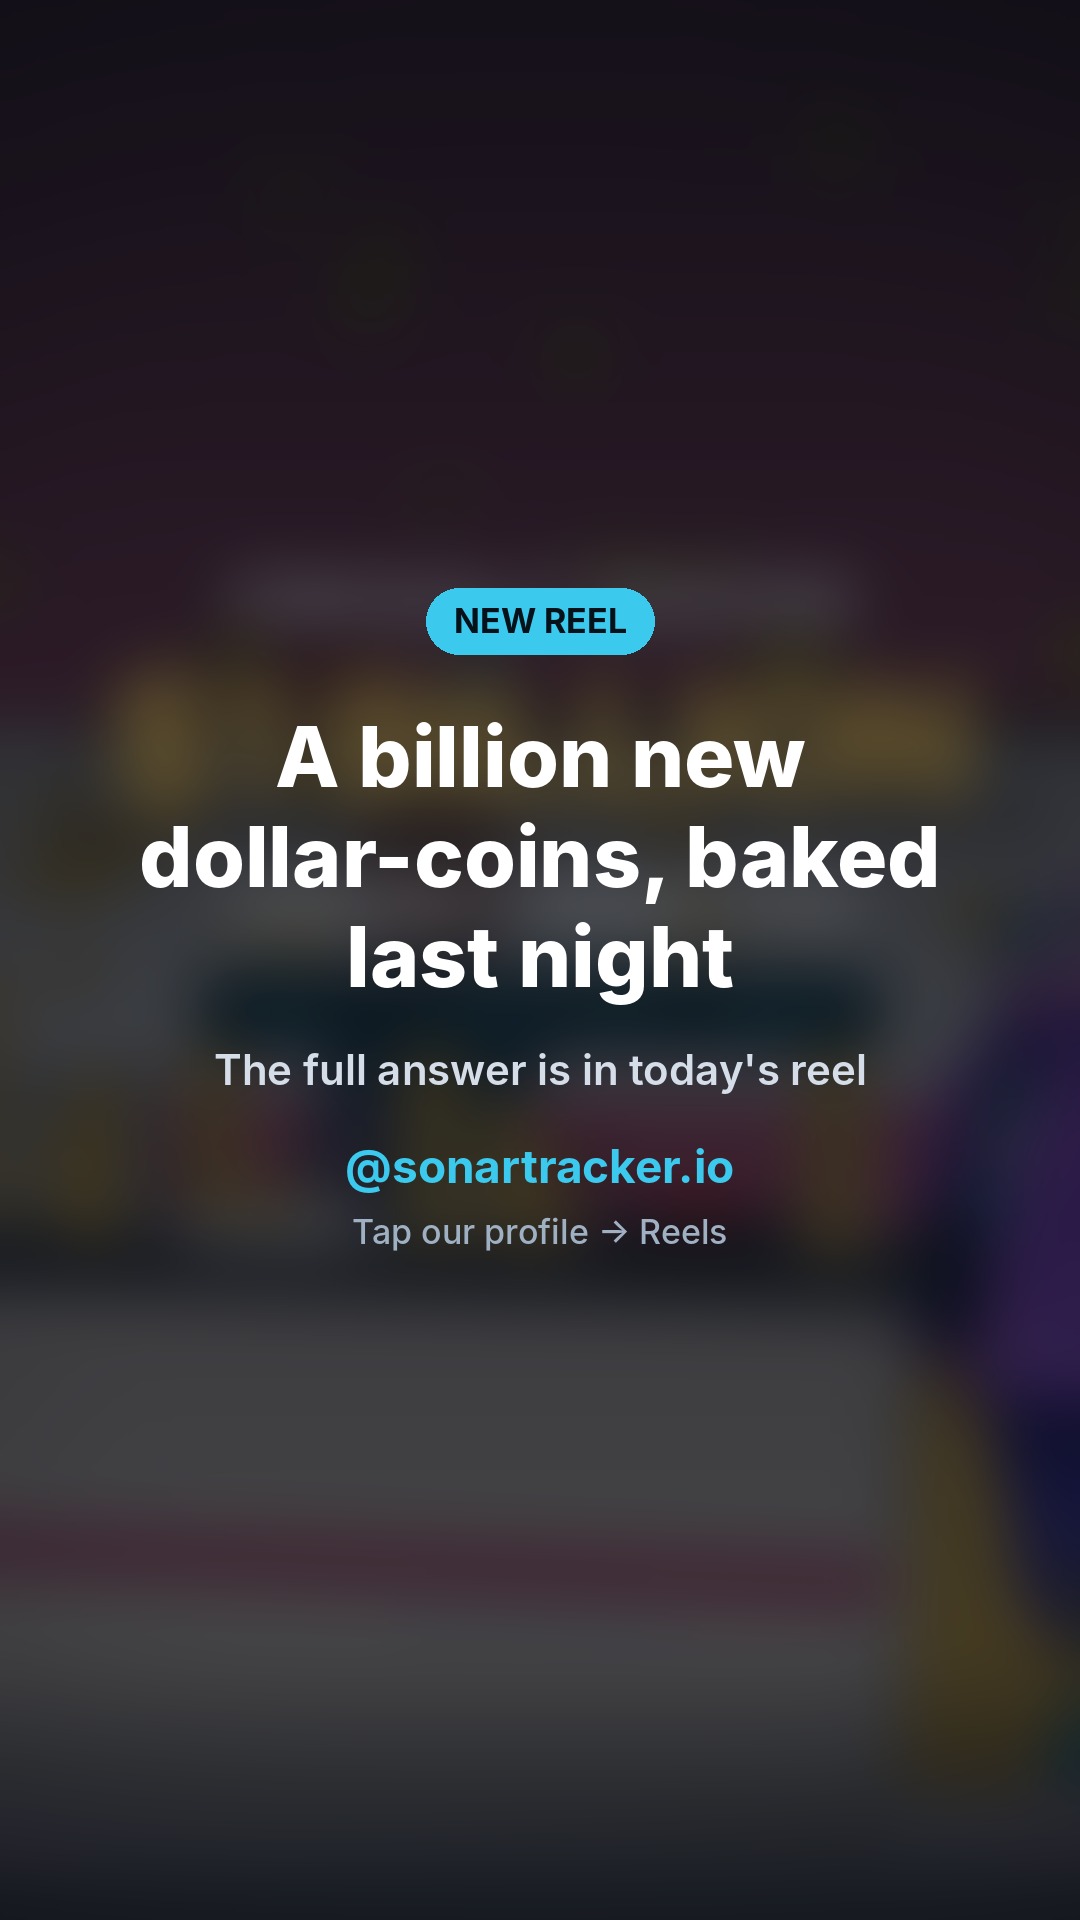 NEW REEL
A billion new
dollar-coins, baked
last night
The full answer is in today's reel
@sonartracker.io
Tap our profile → Reels